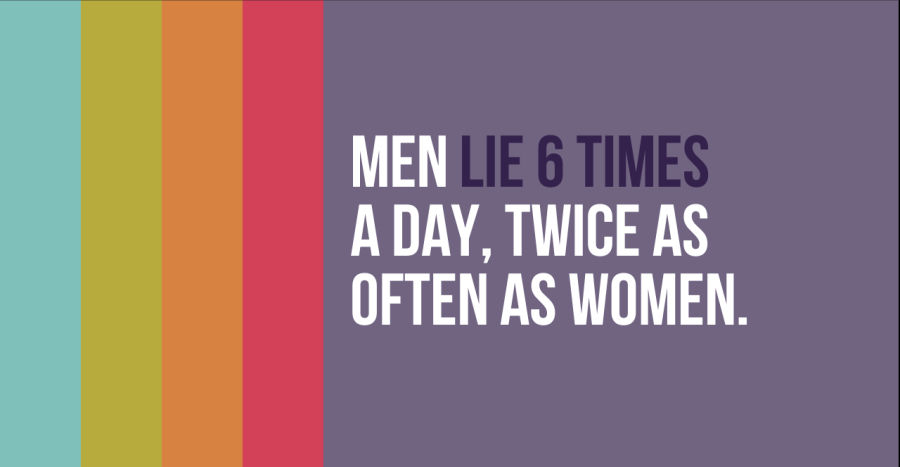 MEN LIE 6 TIMES
A DAY, TWICE AS
OFTEN AS WOMEN.